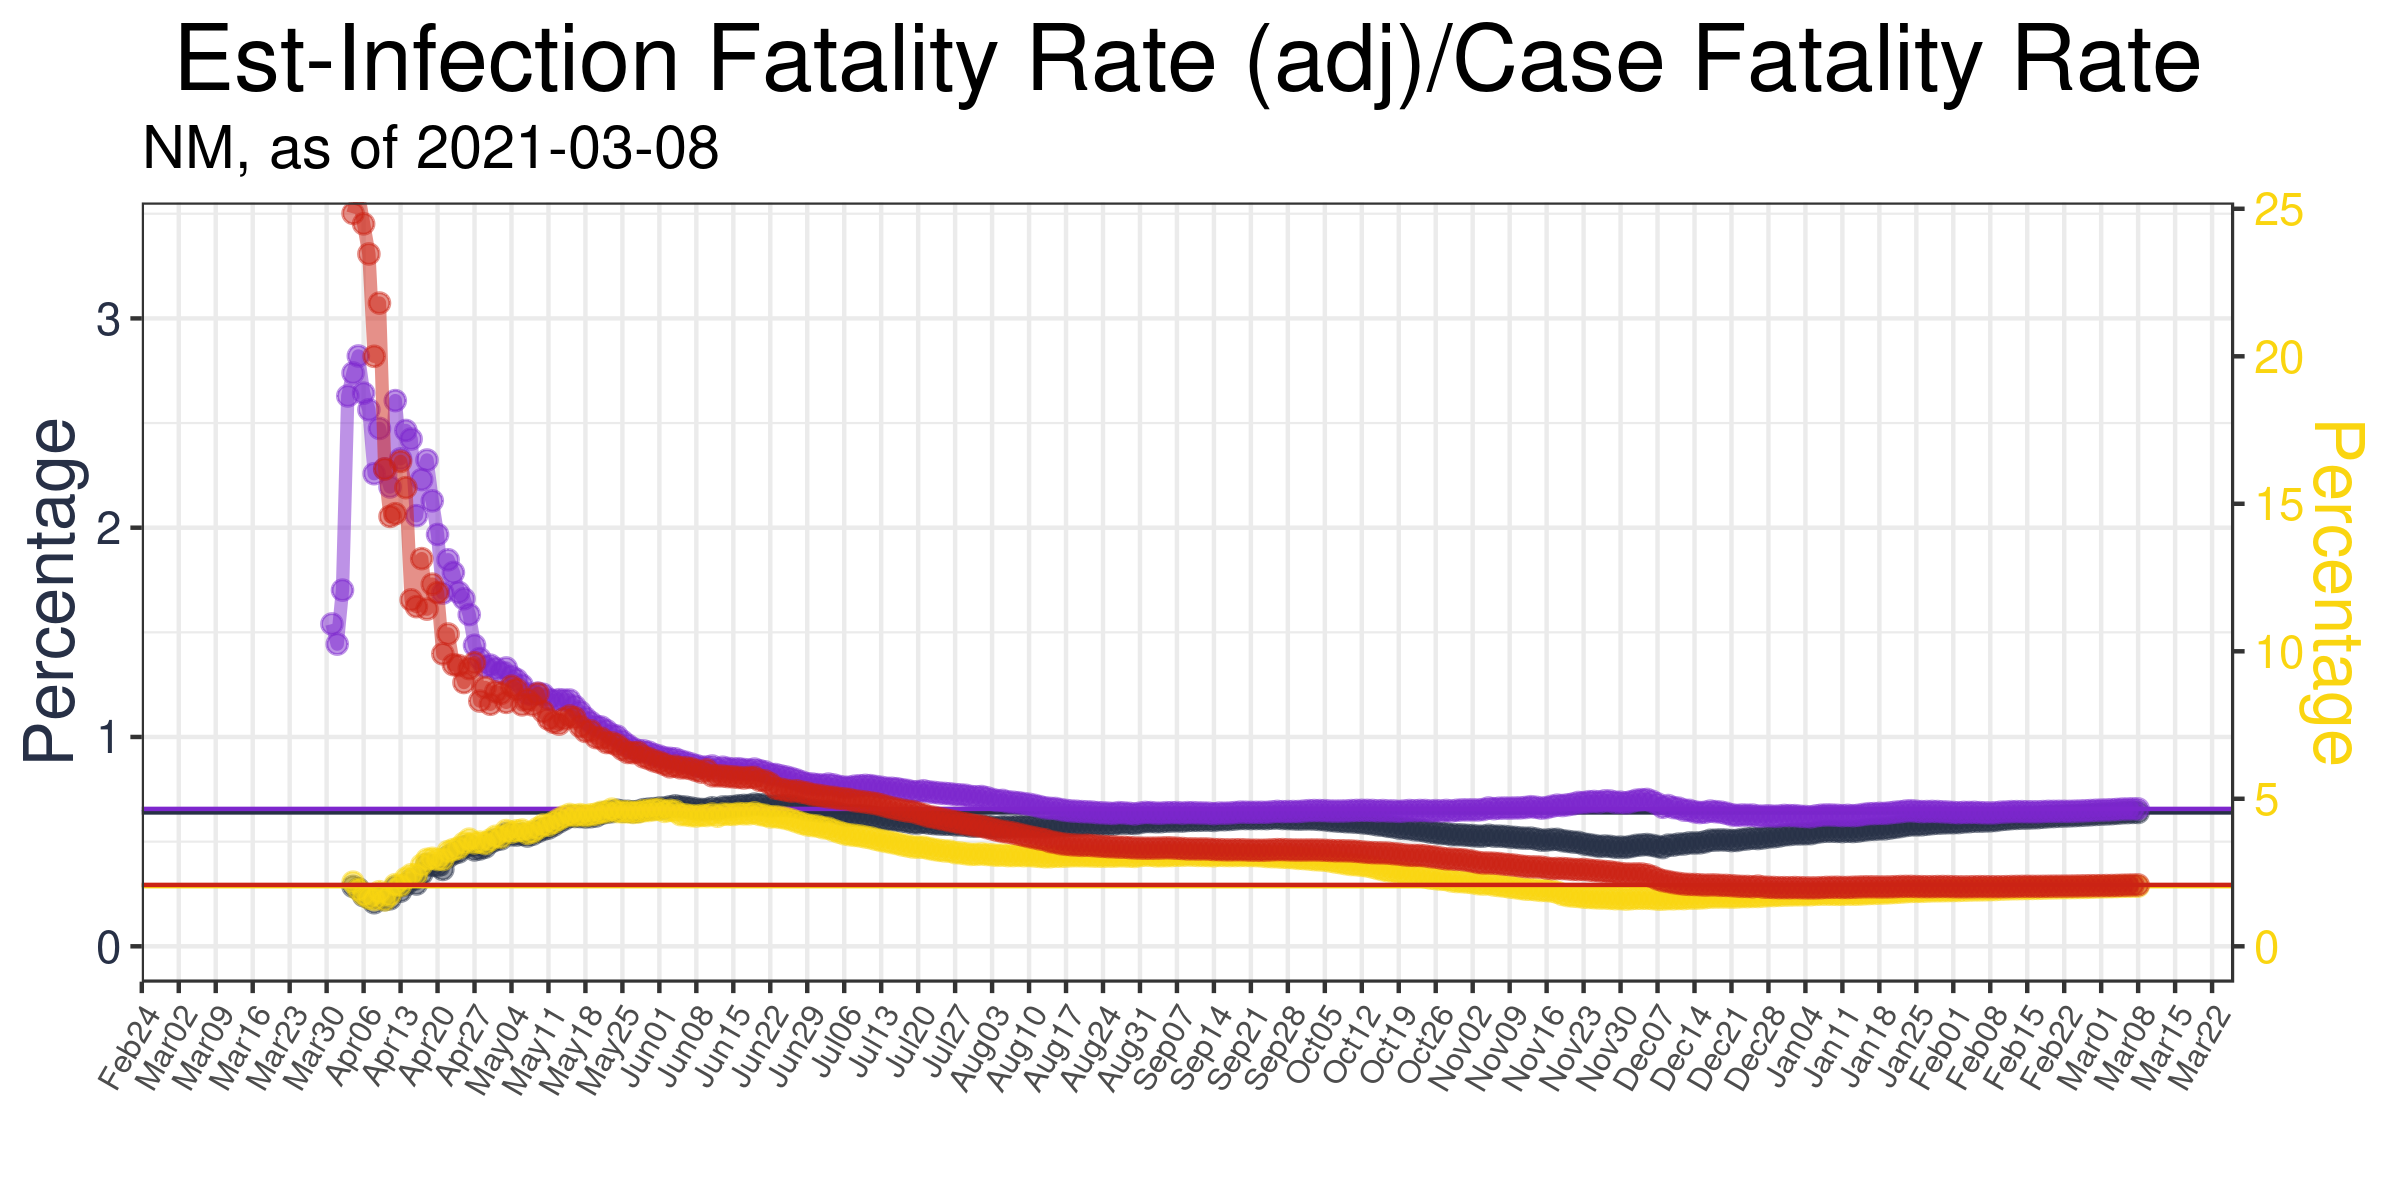 Est-Infection Fatality Rate (adj)/Case Fatality Rate
NM, as of 2021-03-08
Percentage
3
2
1
0
25
20
15
10
5
0
Percentage
Feb24
Mar02
Mar09
Mar16
Mar23
Mar30
Apr06
Apr13
Apr20
Apr27
May04
May11
May18
May25
Jun01
Jun08
Jun15
Jun22
Jun29
Jul06
Jul13
Jul20
Jul27
Aug03
Aug10
Aug17
Aug24
Aug31
Sep07
Sep14
Sep21
Sep28
Oct05
Oct12
Oct19
Oct26
Nov02
Nov09
Nov16
Nov23
Nov30
Dec07
Dec14
Dec21
Dec28
Jan04
Jan11
Jan18
Jan25
Feb01
Feb08
Feb15
Feb22
Mar01
Mar08
Mar15
Mar22